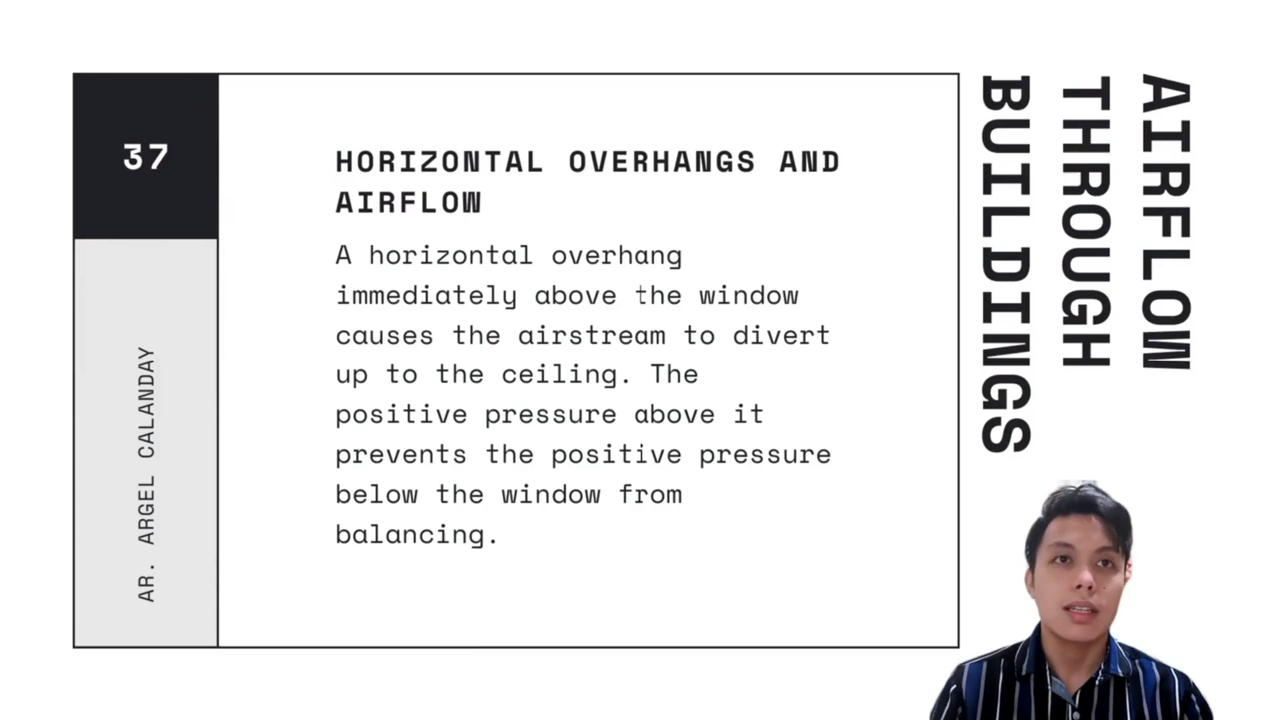 37
AR. ARGEL CALANDAY
HORIZONTAL OVERHANGS AND
AIRFLOW
A horizontal overhang
immediately above the window
causes the airstream to divert
up to the ceiling. The
positive pressure above it
prevents the positive pressure
below the window from
balancing.
AIRFLOW
THROUGH
BUILDINGS